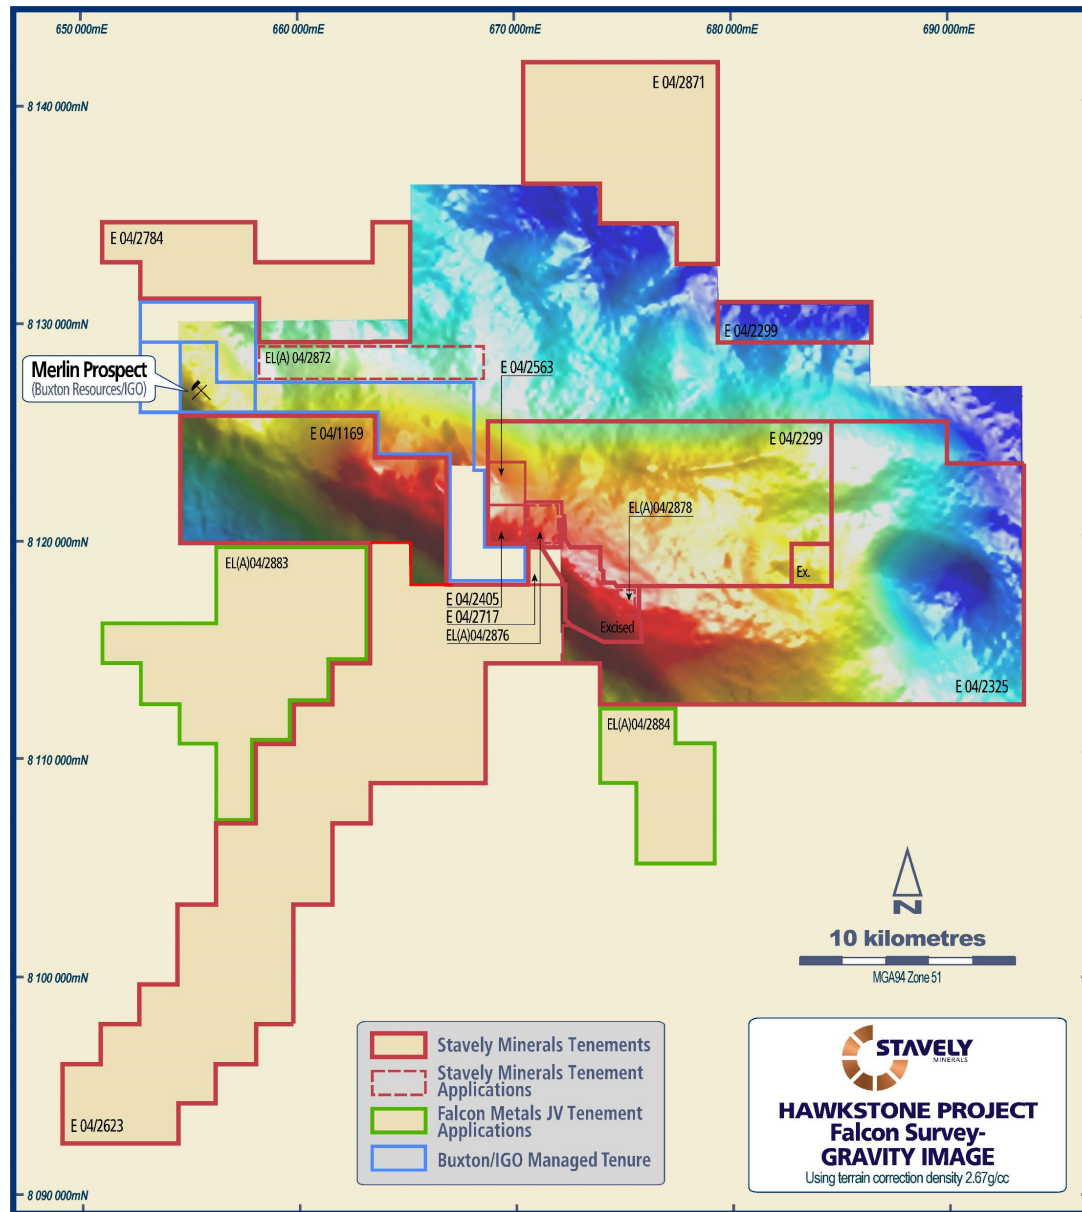 650 000mE
660 000mE
670 000mE
680 000mE
690 000mE
8 140 000mN
8 130 000mN
8 120 000mN
8 110 000mN
8 100 000mN
8 090 000mN
E 04/2871
E 04/2784
E 04/2299
EL(A) 04/2872
E 04/2563
Merlin Prospect
(Buxton Resources/IGO)
E 04/1169
E 04/2299
EL(A)04/2878
EL(A)04/2883
Ex.
E 04/2405
E 04/2717
EL(A)04/2876
Excised
E 04/2325
EL(A)04/2884
E 04/2623
N
10 kilometres
MGA94 Zone 51
Stavely Minerals Tenements
Stavely Minerals Tenement
Applications
Falcon Metals JV Tenement
Applications
Buxton/IGO Managed Tenure
STAVELY
MINERALS
HAWKSTONE PROJECT
Falcon Survey-
GRAVITY IMAGE
Using terrain correction density 2.67g/cc